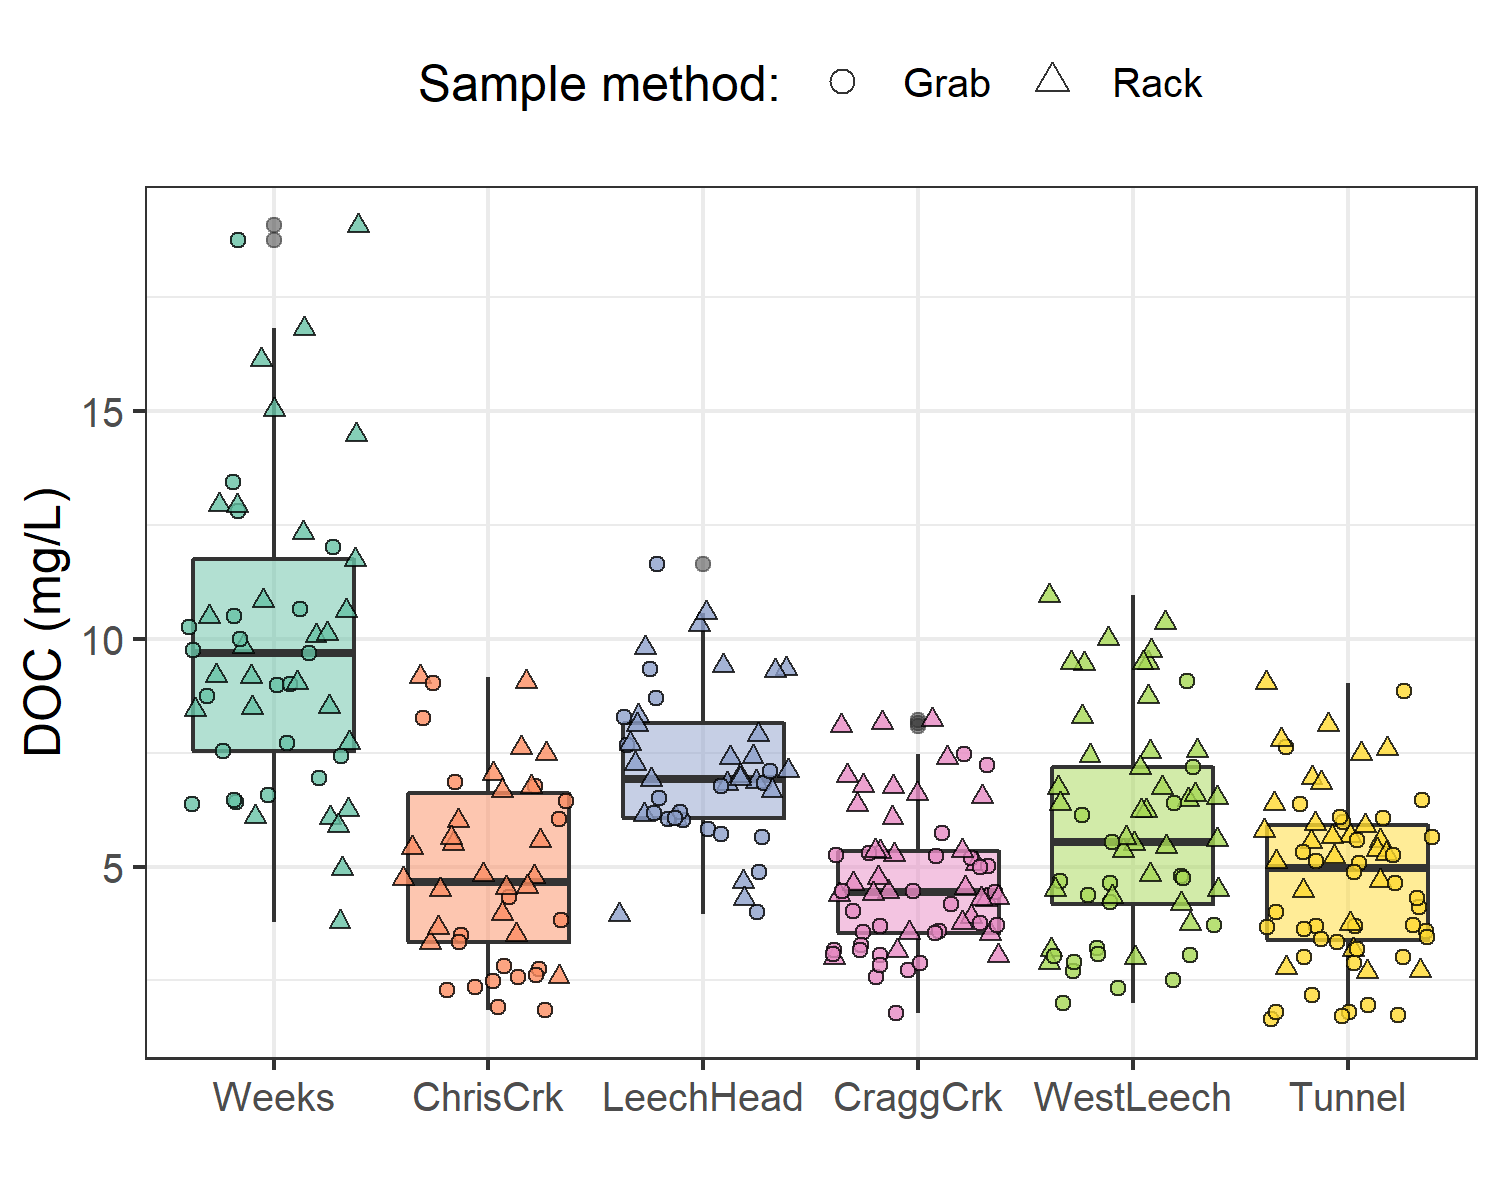 Sample method: Grab Rack
DOC (mg/L)
15
10
5
Weeks ChrisCrk LeechHead CraggCrk WestLeech Tunnel